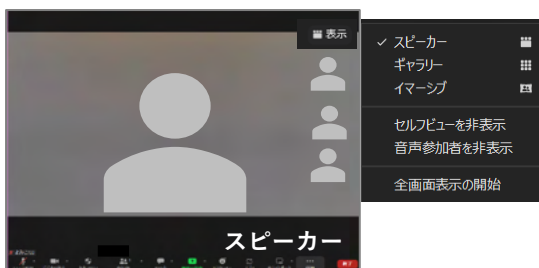 表示
スピーカー
ギャラリー
イマーシブ
セルフビューを非表示
音声参加者を非表示
全画面表示の開始
スピーカー
終了